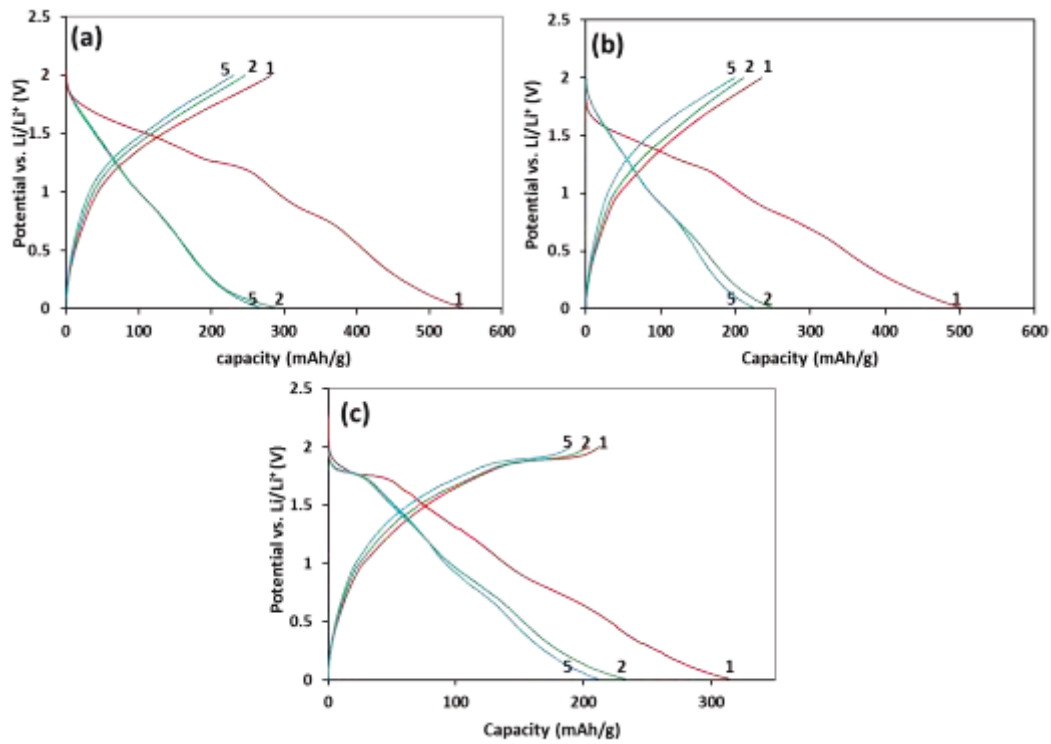 (a)
2.5
2
1.5
1
0.5
0
Potential vs. Li/Li⁺ (V)
5 2 1
5 2 1
0 100 200 300 400 500 600
capacity (mAh/g)
(b)
2.5
2
1.5
1
0.5
0
Potential vs. Li/Li⁺ (V)
5 2 1
5 2 1
0 100 200 300 400 500 600
Capacity (mAh/g)
(c)
2.5
2
1.5
1
0.5
0
Potential vs. Li/Li⁺ (V)
5 2 1
5 2 1
0 100 200 300
Capacity (mAh/g)